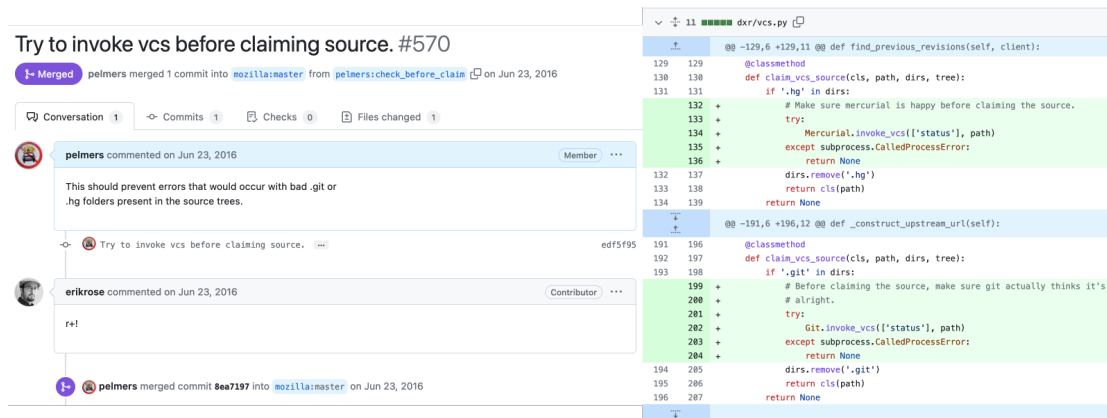 Try to invoke vcs before claiming source. #570
Merged pelmers merged 1 commit into mozilla:master from pelmers:check_before_claim on Jun 23, 2016
Conversation 1 Commits 1 Checks 0 Files changed 1
pelmers commented on Jun 23, 2016 Member ...
This should prevent errors that would occur with bad .git or
.hg folders present in the source trees.
Try to invoke vcs before claiming source. ... edf5f95
erikrose commented on Jun 23, 2016 Contributor ...
r+!
pelmers merged commit 8ea7197 into mozilla:master on Jun 23, 2016
11 dxr/vcs.py
@@ -129,6 +129,11 @@ def find_previous_revisions(self, client):
129 129 @classmethod
130 130 def claim_vcs_source(cls, path, dirs, tree):
131 131 if '.hg' in dirs:
132 + # Make sure mercurial is happy before claiming the source.
133 + try:
134 + Mercurial.invoke_vcs(['status'], path)
135 + except subprocess.CalledProcessError:
136 + return None
132 137 dirs.remove('.hg')
133 138 return cls(path)
134 139 return None
@@ -191,6 +196,12 @@ def _construct_upstream_url(self):
191 196 @classmethod
192 197 def claim_vcs_source(cls, path, dirs, tree):
193 198 if '.git' in dirs:
199 + # Before claiming the source, make sure git actually thinks it's
200 + # alright.
201 + try:
202 + Git.invoke_vcs(['status'], path)
203 + except subprocess.CalledProcessError:
204 + return None
194 205 dirs.remove('.git')
195 206 return cls(path)
196 207 return None